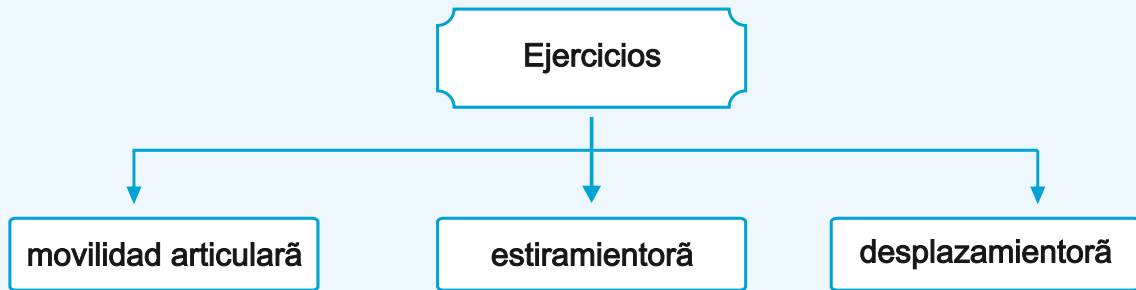 Ejercicios
movilidad articularã
estiramientorã
desplazamientorã